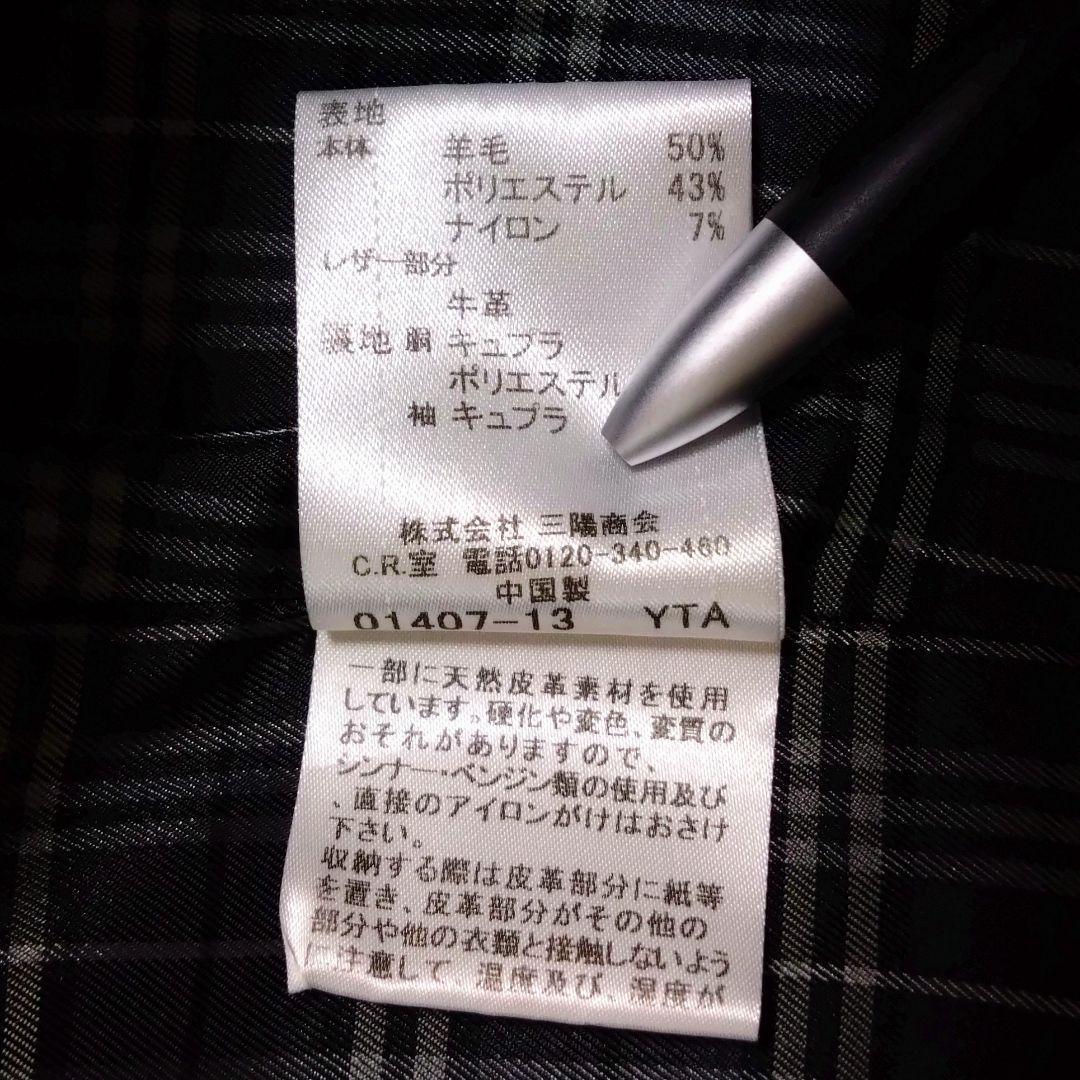 表地
本体 羊毛 50%
ポリエステル 43%
ナイロン 7%
レザー部分
牛革
裏地 胴 キュプラ
ポリエステル
袖 キュプラ
株式会社 三陽商会
C.R.室 電話0120-340-460
中国製
01407-13 YTA
一部に天然皮革素材を使用
しています。硬化や変色、変質の
おそれがありますので、
シンナー・ベンジン類の使用及び
、直接のアイロンがけはおさけ
下さい。
収納する際は皮革部分に紙等
を置き、皮革部分がその他の
部分や他の衣類と接触しないよう
に注意して、温度及び、湿度が